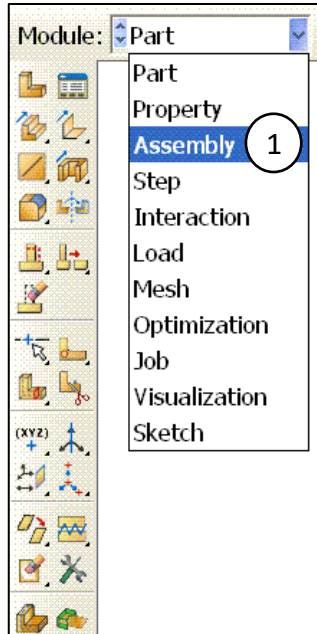 Module: Part
Part
Property
Assembly 1
Step
Interaction
Load
Mesh
Optimization
Job
Visualization
Sketch
(XYZ)